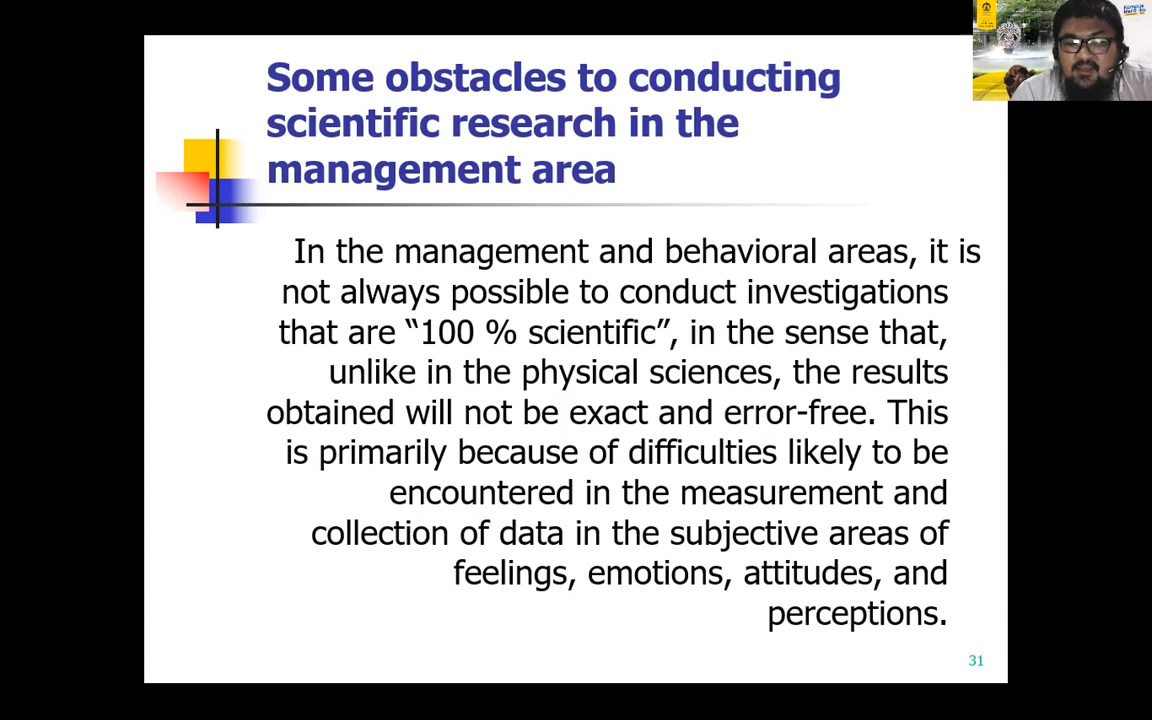 Some obstacles to conducting
scientific research in the
management area
In the management and behavioral areas, it is
not always possible to conduct investigations
that are “100 % scientific”, in the sense that,
unlike in the physical sciences, the results
obtained will not be exact and error-free. This
is primarily because of difficulties likely to be
encountered in the measurement and
collection of data in the subjective areas of
feelings, emotions, attitudes, and
perceptions.
31